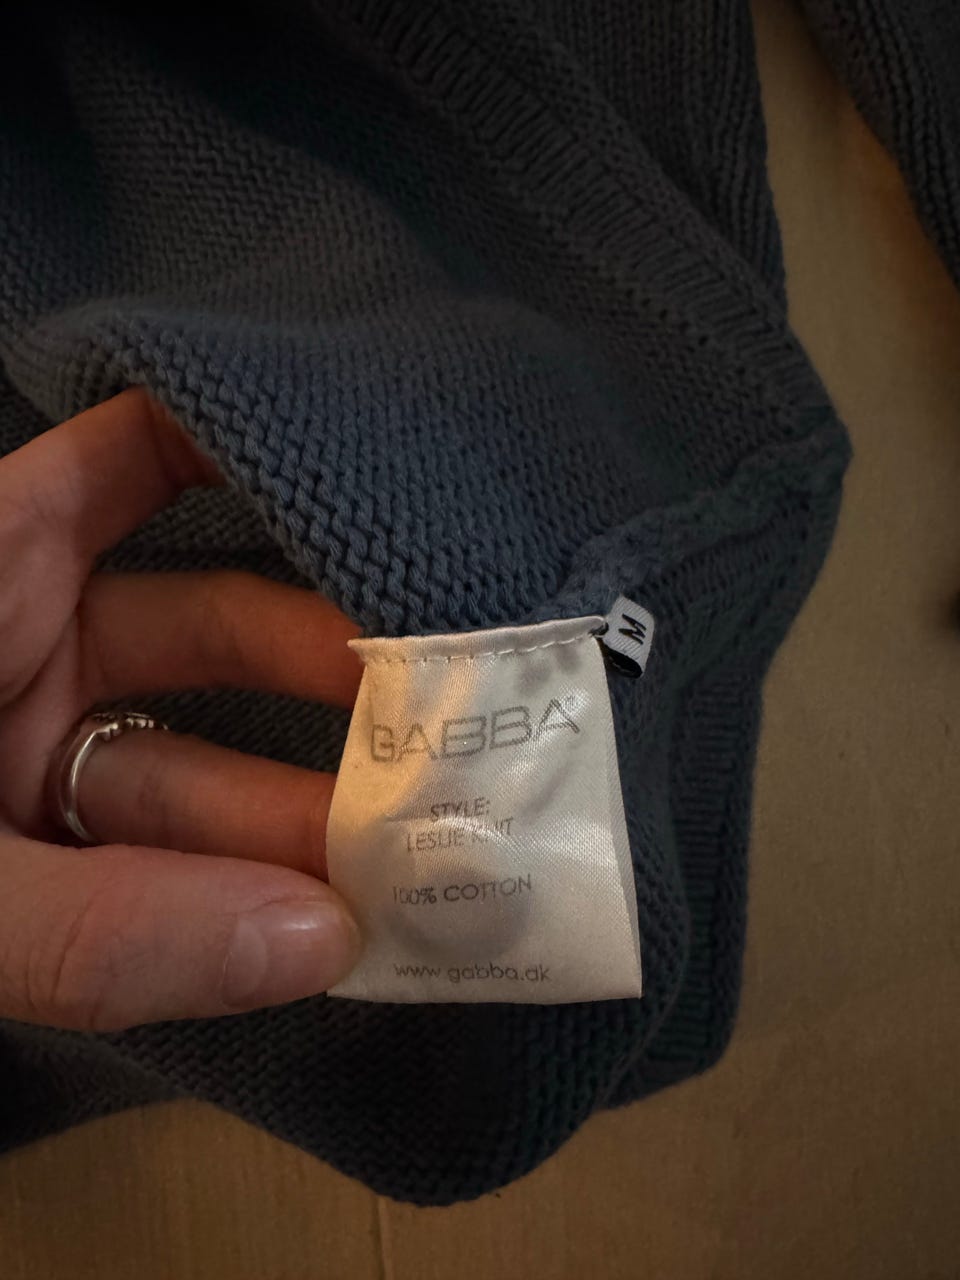 M
GABBA®
STYLE:
LESLIE KNIT
100% COTTON
www.gabba.dk